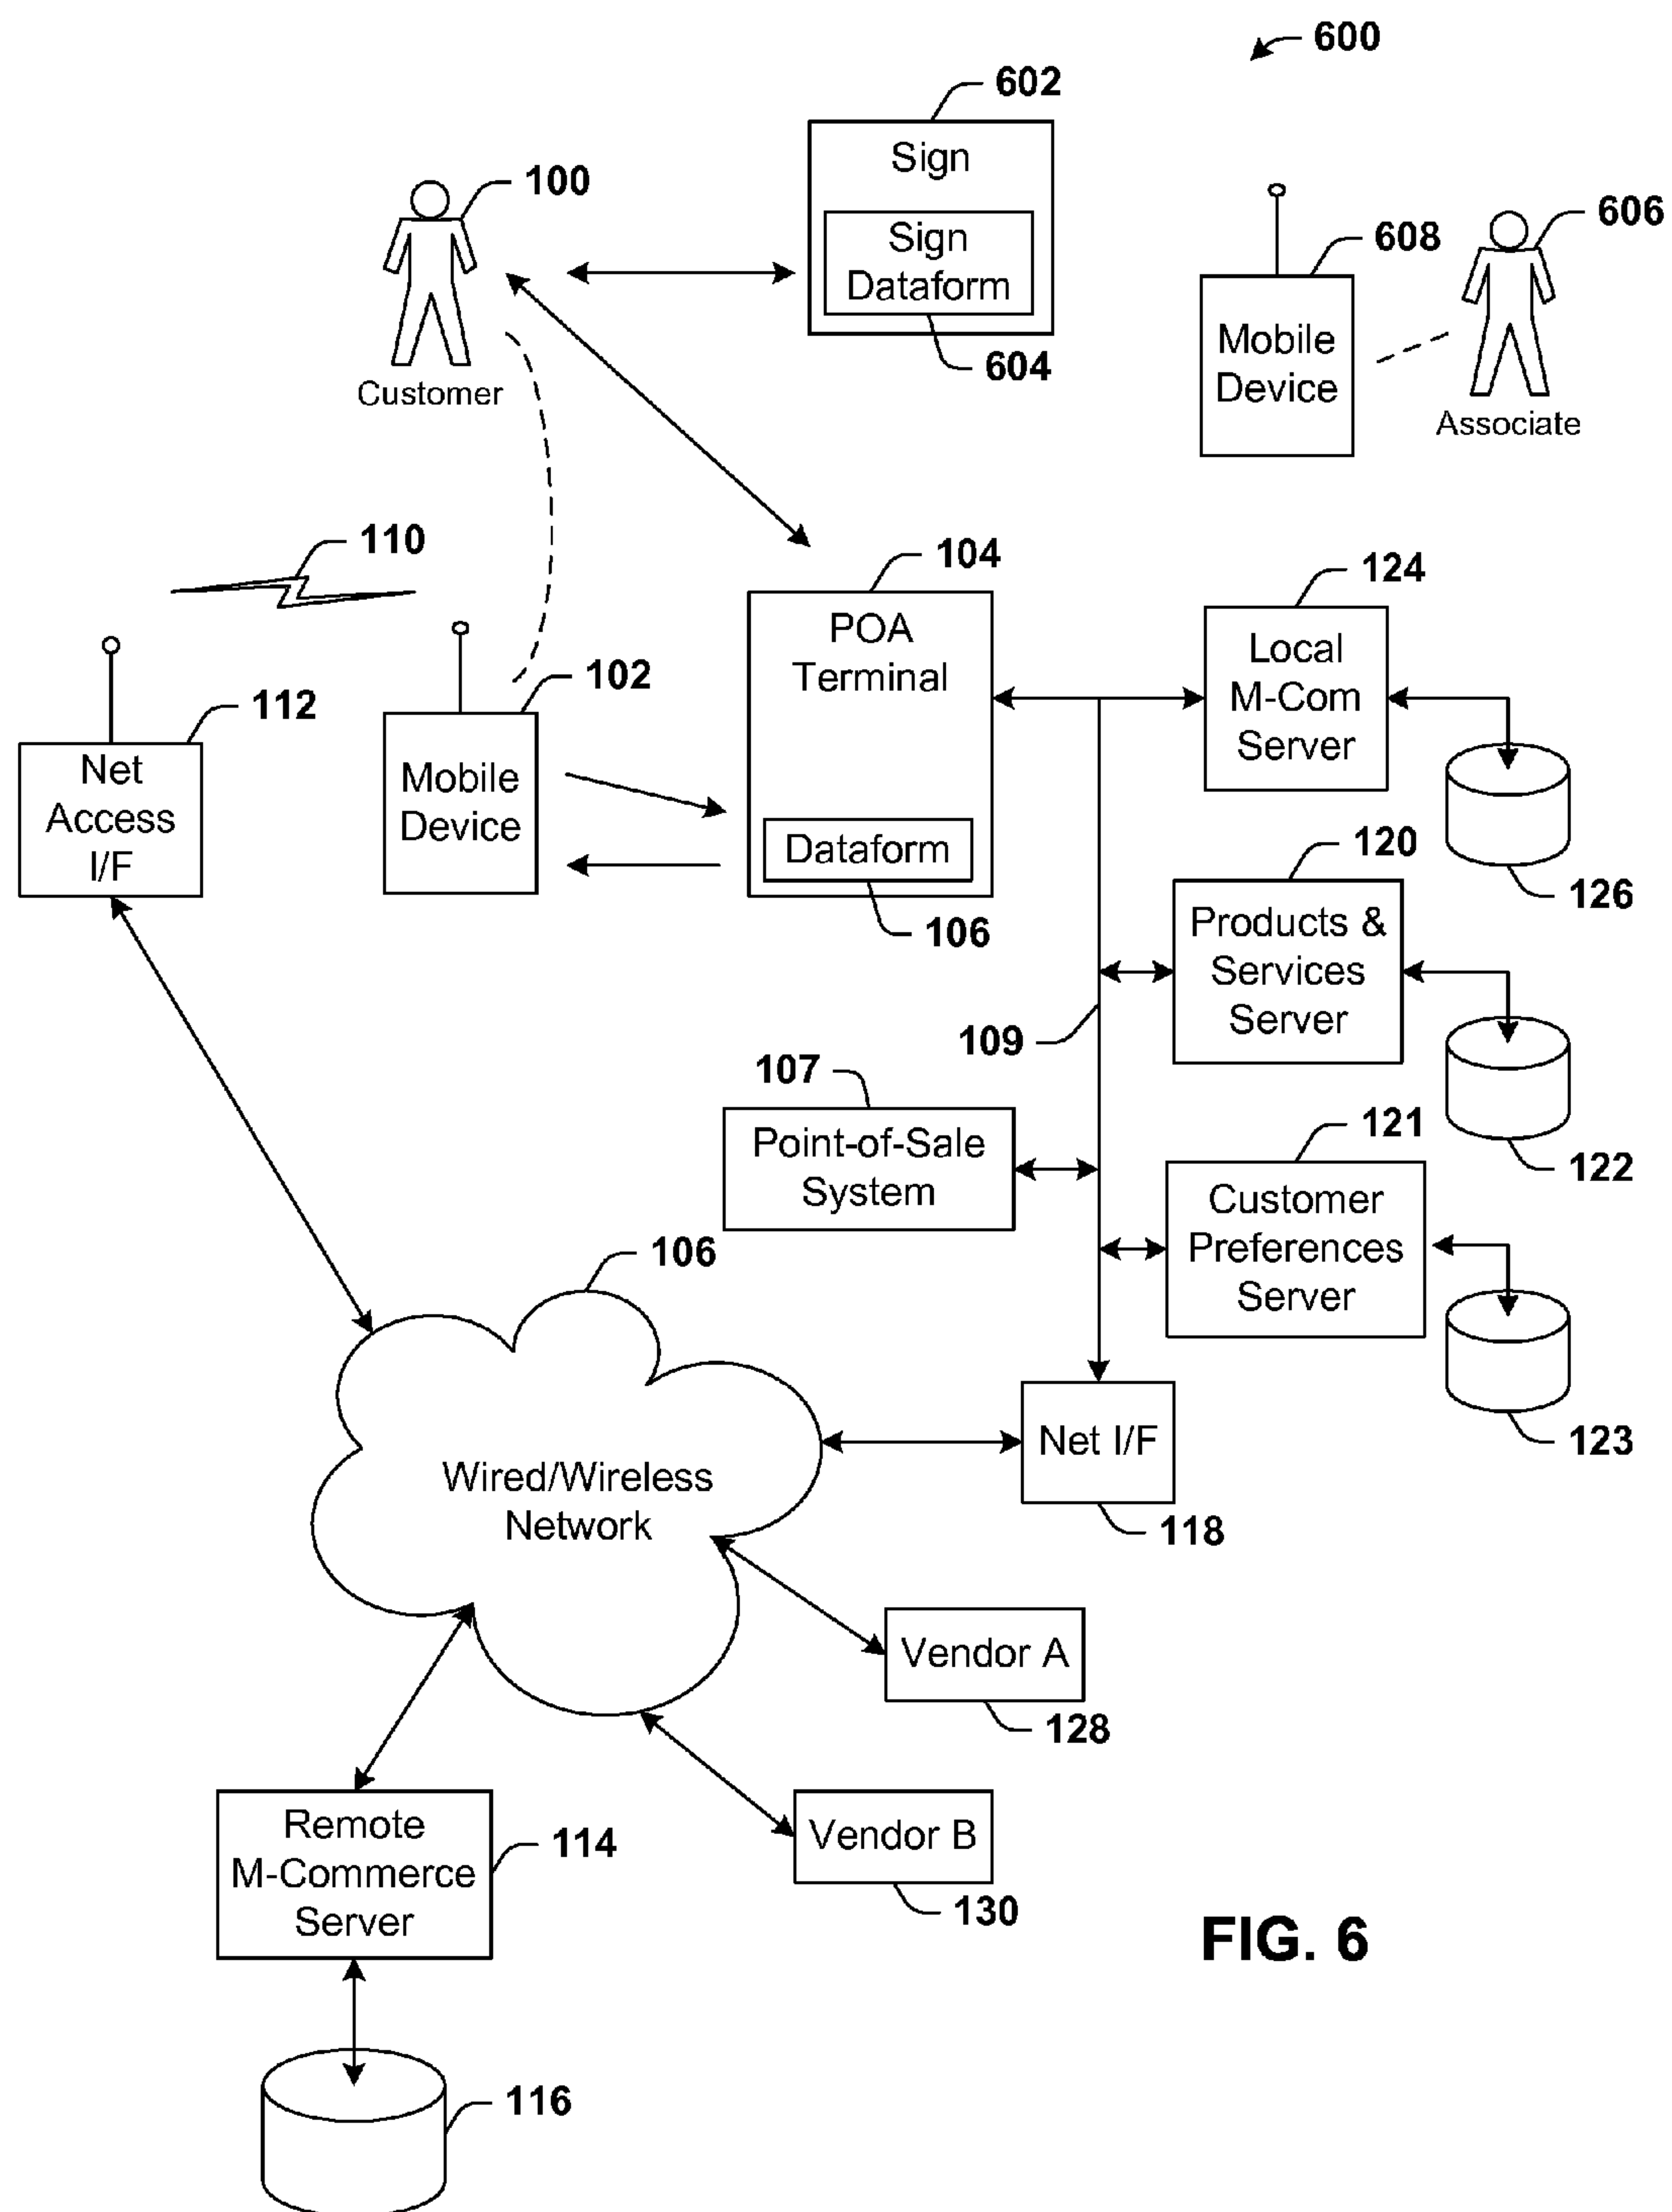 600
602
Sign
100
606
Sign
Dataform
608
604
Mobile
Device
Customer
Associate
110
104
124
POA
Terminal
Local
M-Com
Server
102
112
Net
Access
I/F
Mobile
Device
Dataform
120
126
106
Products &
Services
Server
109
107
Point-of-Sale
System
121
122
Customer
Preferences
Server
106
Net I/F
123
Wired/Wireless
Network
118
Vendor A
128
Remote
M-Commerce
Server
114
Vendor B
130
FIG. 6
116